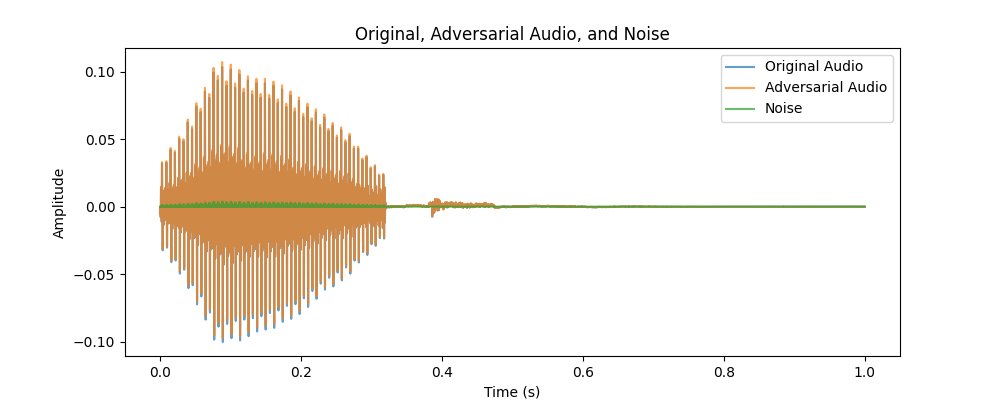 Original, Adversarial Audio, and Noise
Original Audio
Adversarial Audio
Noise
Amplitude
0.10
0.05
0.00
−0.05
−0.10
0.0 0.2 0.4 0.6 0.8 1.0
Time (s)